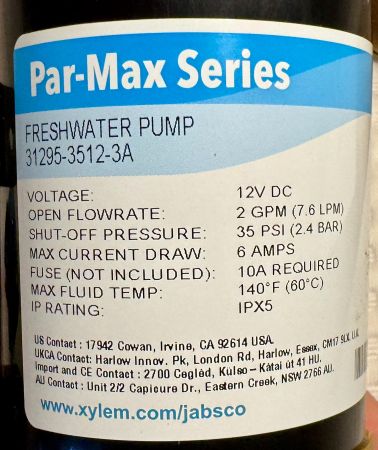 Par-Max Series
FRESHWATER PUMP
31295-3512-3A
VOLTAGE: 12V DC
OPEN FLOWRATE: 2 GPM (7.6 LPM)
SHUT-OFF PRESSURE: 35 PSI (2.4 BAR)
MAX CURRENT DRAW: 6 AMPS
FUSE (NOT INCLUDED): 10A REQUIRED
MAX FLUID TEMP: 140°F (60°C)
IP RATING: IPX5
US Contact : 17942 Cowan, Irvine, CA 92614 USA.
UKCA Contact: Harlow Innov. Pk, London Rd, Harlow, Essex, CM17 9LX, U.K.
Import and CE Contact : 2700 Cegléd, Kulso – Kátai út 41 HU.
AU Contact : Unit 2/2 Capicure Dr., Eastern Creek, NSW 2766 AU.
www.xylem.com/jabsco